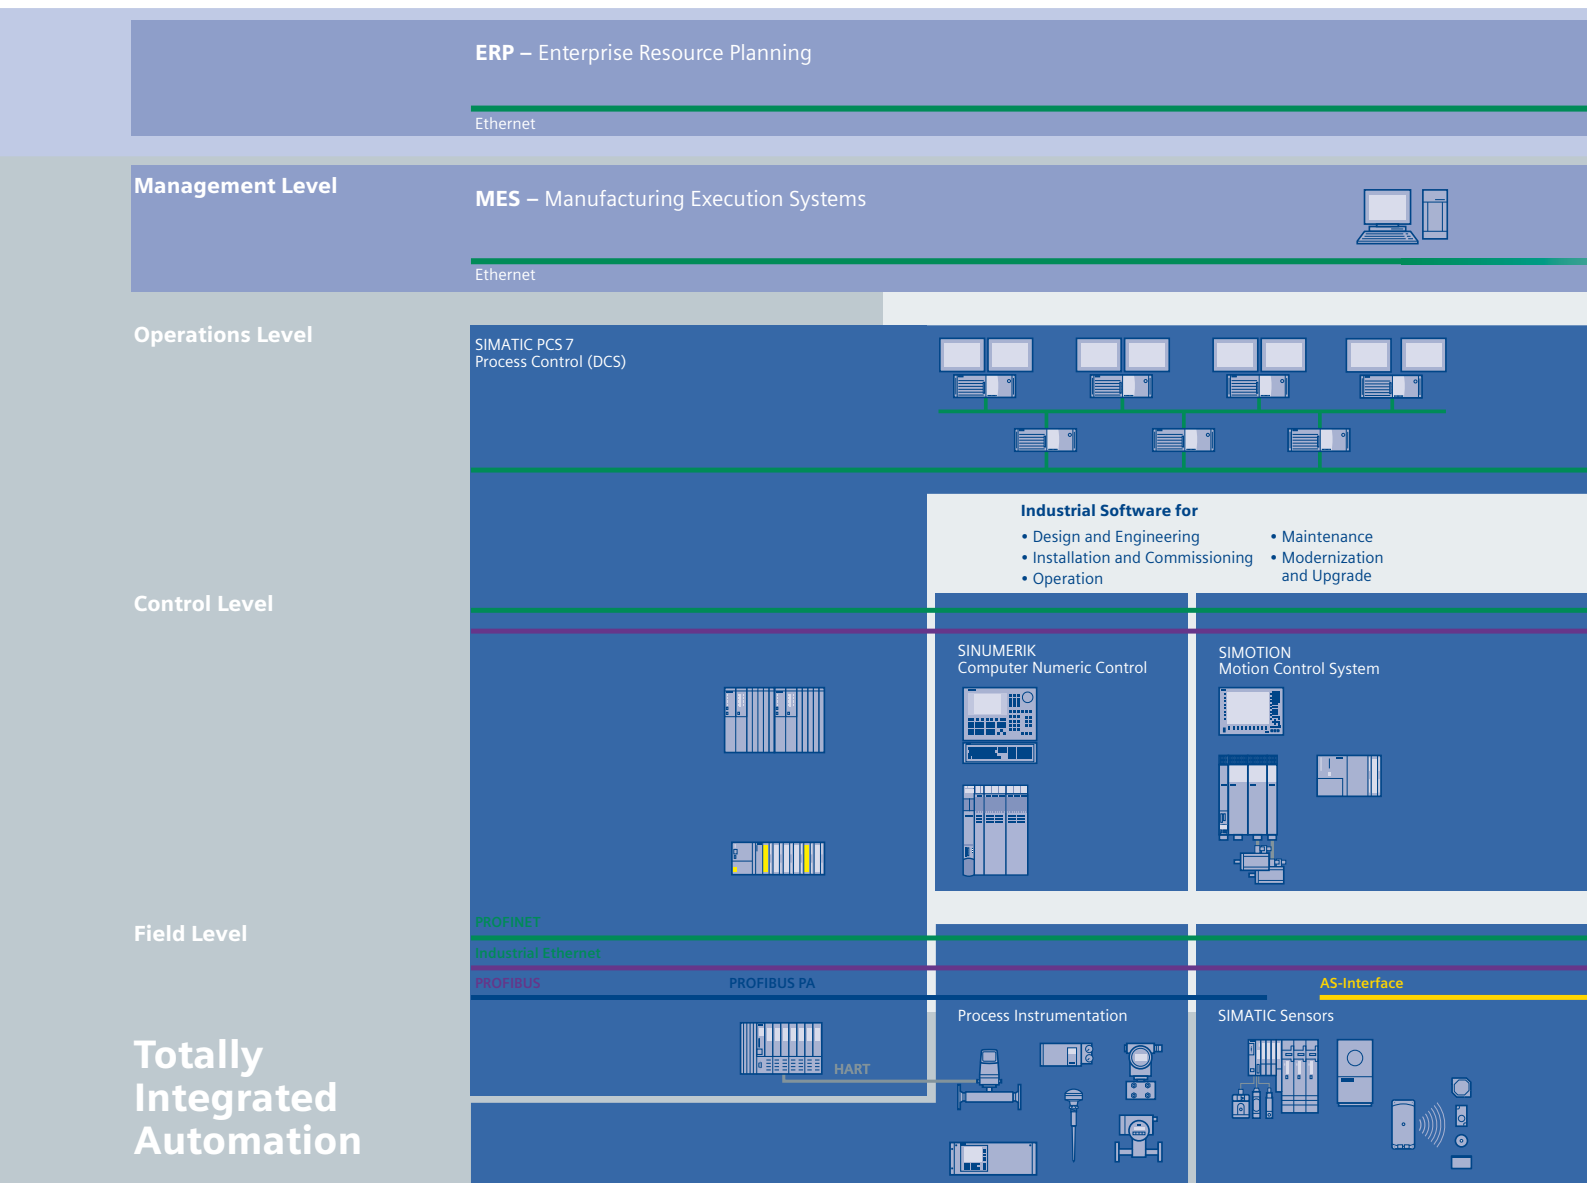 ERP – Enterprise Resource Planning
Ethernet
Management Level
MES – Manufacturing Execution Systems
Ethernet
Operations Level
SIMATIC PCS 7
Process Control (DCS)
Industrial Software for
• Design and Engineering
• Installation and Commissioning
• Operation
• Maintenance
• Modernization
and Upgrade
Control Level
SINUMERIK
Computer Numeric Control
SIMOTION
Motion Control System
Field Level
PROFINET
Industrial Ethernet
PROFIBUS
PROFIBUS PA
AS-Interface
Process Instrumentation
SIMATIC Sensors
HART
Totally
Integrated
Automation